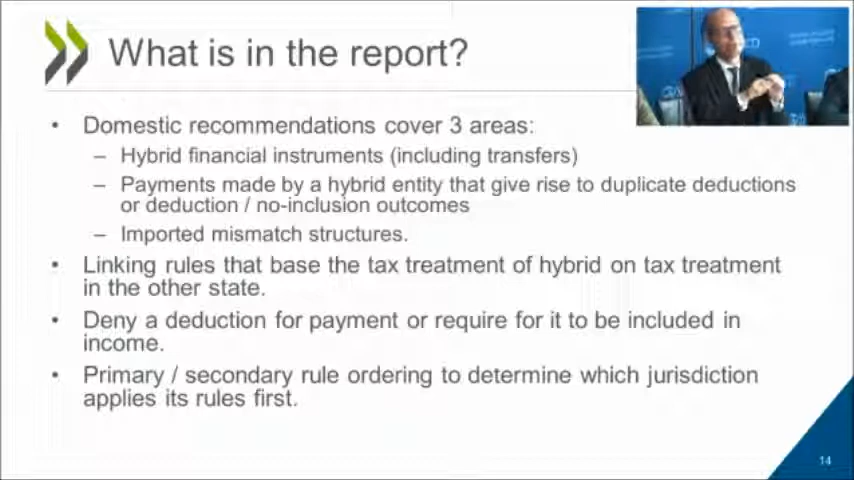 What is in the report?
• Domestic recommendations cover 3 areas:
– Hybrid financial instruments (including transfers)
– Payments made by a hybrid entity that give rise to duplicate deductions
or deduction / no-inclusion outcomes
– Imported mismatch structures.
• Linking rules that base the tax treatment of hybrid on tax treatment
in the other state.
• Deny a deduction for payment or require for it to be included in
income.
• Primary / secondary rule ordering to determine which jurisdiction
applies its rules first.
14